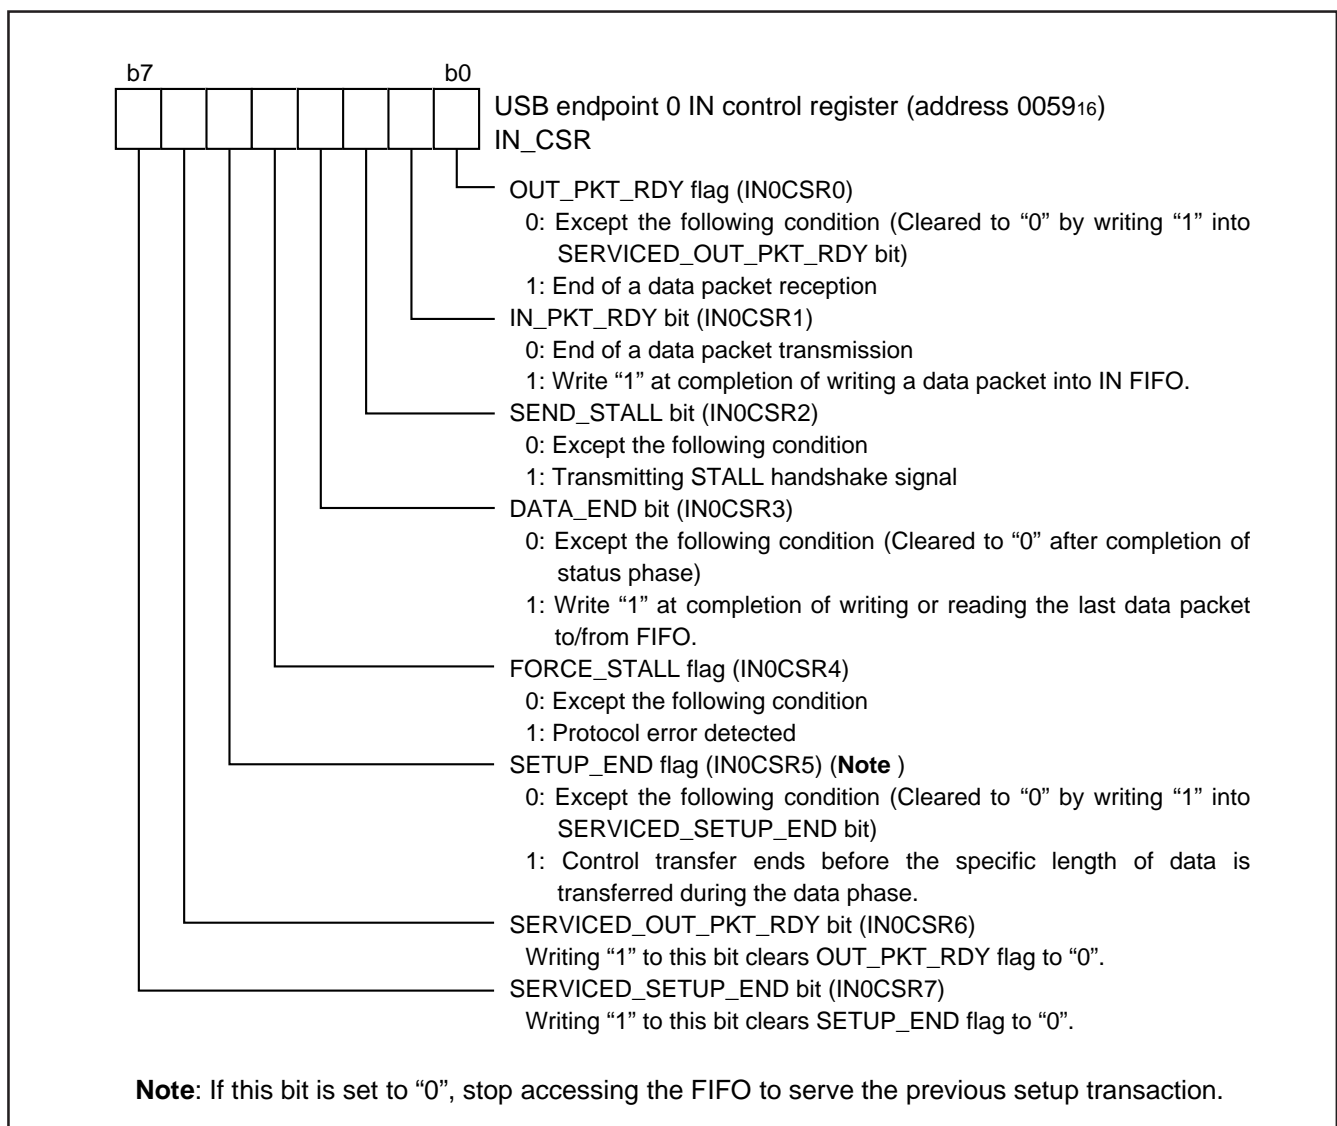 b7 b0
USB endpoint 0 IN control register (address 005916)
IN_CSR
OUT_PKT_RDY flag (IN0CSR0)
0: Except the following condition (Cleared to “0” by writing “1” into
SERVICED_OUT_PKT_RDY bit)
1: End of a data packet reception
IN_PKT_RDY bit (IN0CSR1)
0: End of a data packet transmission
1: Write “1” at completion of writing a data packet into IN FIFO.
SEND_STALL bit (IN0CSR2)
0: Except the following condition
1: Transmitting STALL handshake signal
DATA_END bit (IN0CSR3)
0: Except the following condition (Cleared to “0” after completion of
status phase)
1: Write “1” at completion of writing or reading the last data packet
to/from FIFO.
FORCE_STALL flag (IN0CSR4)
0: Except the following condition
1: Protocol error detected
SETUP_END flag (IN0CSR5) (Note )
0: Except the following condition (Cleared to “0” by writing “1” into
SERVICED_SETUP_END bit)
1: Control transfer ends before the specific length of data is
transferred during the data phase.
SERVICED_OUT_PKT_RDY bit (IN0CSR6)
Writing “1” to this bit clears OUT_PKT_RDY flag to “0”.
SERVICED_SETUP_END bit (IN0CSR7)
Writing “1” to this bit clears SETUP_END flag to “0”.
Note: If this bit is set to “0”, stop accessing the FIFO to serve the previous setup transaction.